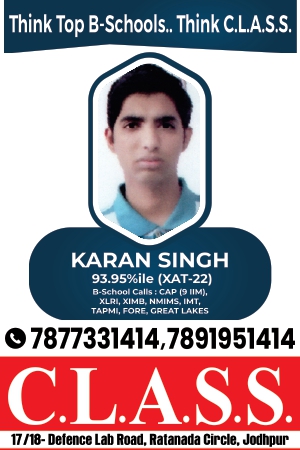 Think Top B-Schools.. Think C.L.A.S.S.
KARAN SINGH
93.95%ile (XAT-22)
B-School Calls : CAP (9 IIM),
XLRI, XIMB, NMIMS, IMT,
TAPMI, FORE, GREAT LAKES
7877331414,7891951414
C.L.A.S.S.
17/18- Defence Lab Road, Ratanada Circle, Jodhpur